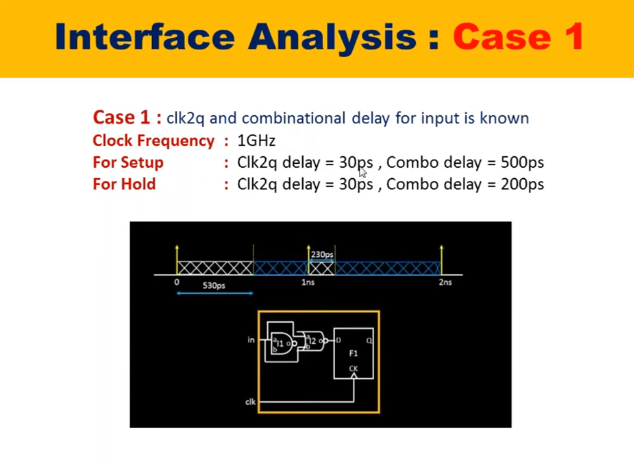 Interface Analysis : Case 1
Case 1 : clk2q and combinational delay for input is known
Clock Frequency : 1GHz
For Setup : Clk2q delay = 30ps , Combo delay = 500ps
For Hold : Clk2q delay = 30ps , Combo delay = 200ps
230ps
0 1ns 2ns
530ps
in a b I1 o a b I2 o D Q
F1
CK
clk